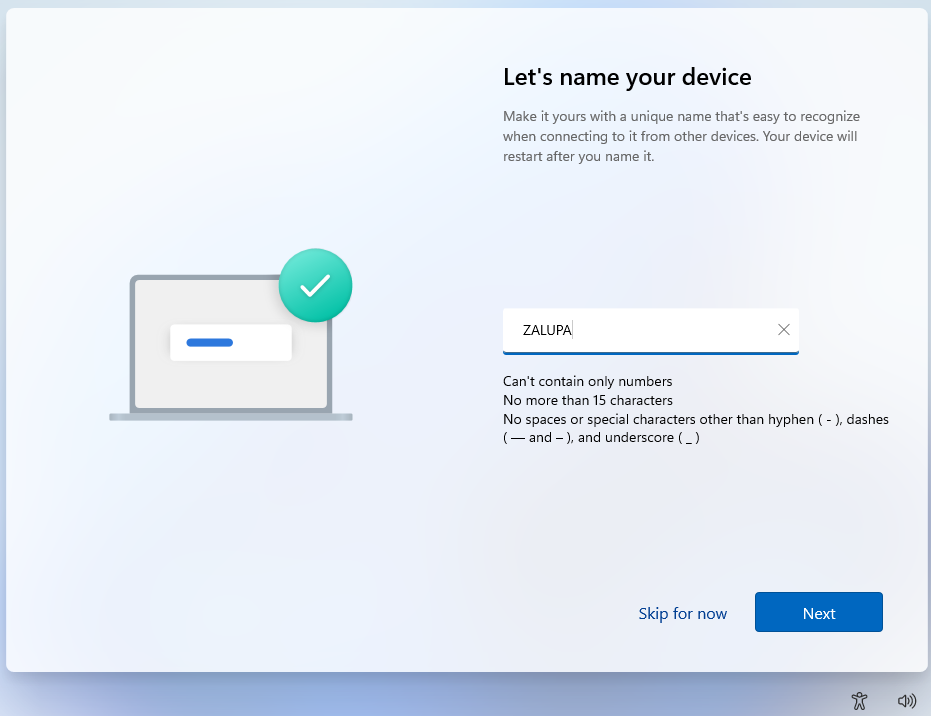 Let's name your device
Make it yours with a unique name that's easy to recognize
when connecting to it from other devices. Your device will
restart after you name it.
ZALUPA
Can't contain only numbers
No more than 15 characters
No spaces or special characters other than hyphen ( - ), dashes
( — and – ), and underscore ( _ )
Skip for now
Next